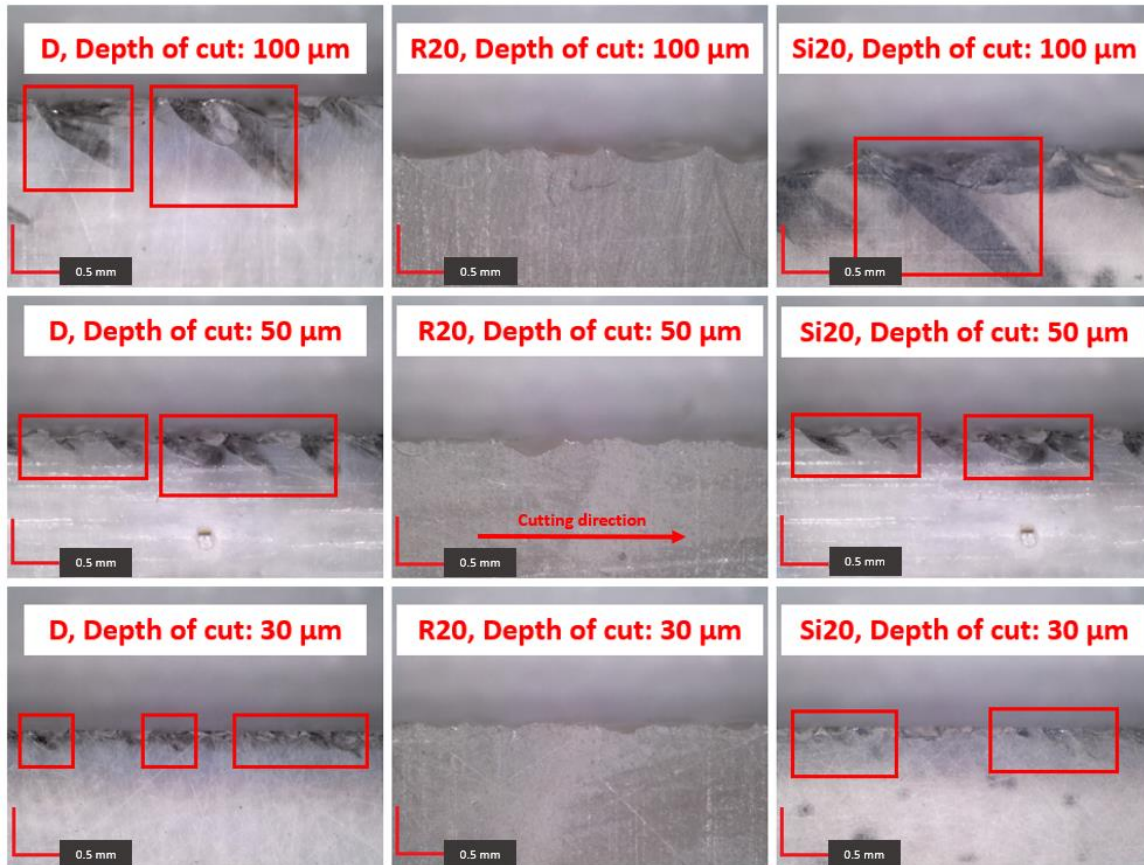 D, Depth of cut: 100 µm
R20, Depth of cut: 100 µm
Si20, Depth of cut: 100 µm
0.5 mm
0.5 mm
0.5 mm
D, Depth of cut: 50 µm
R20, Depth of cut: 50 µm
Si20, Depth of cut: 50 µm
Cutting direction
0.5 mm
0.5 mm
0.5 mm
D, Depth of cut: 30 µm
R20, Depth of cut: 30 µm
Si20, Depth of cut: 30 µm
0.5 mm
0.5 mm
0.5 mm